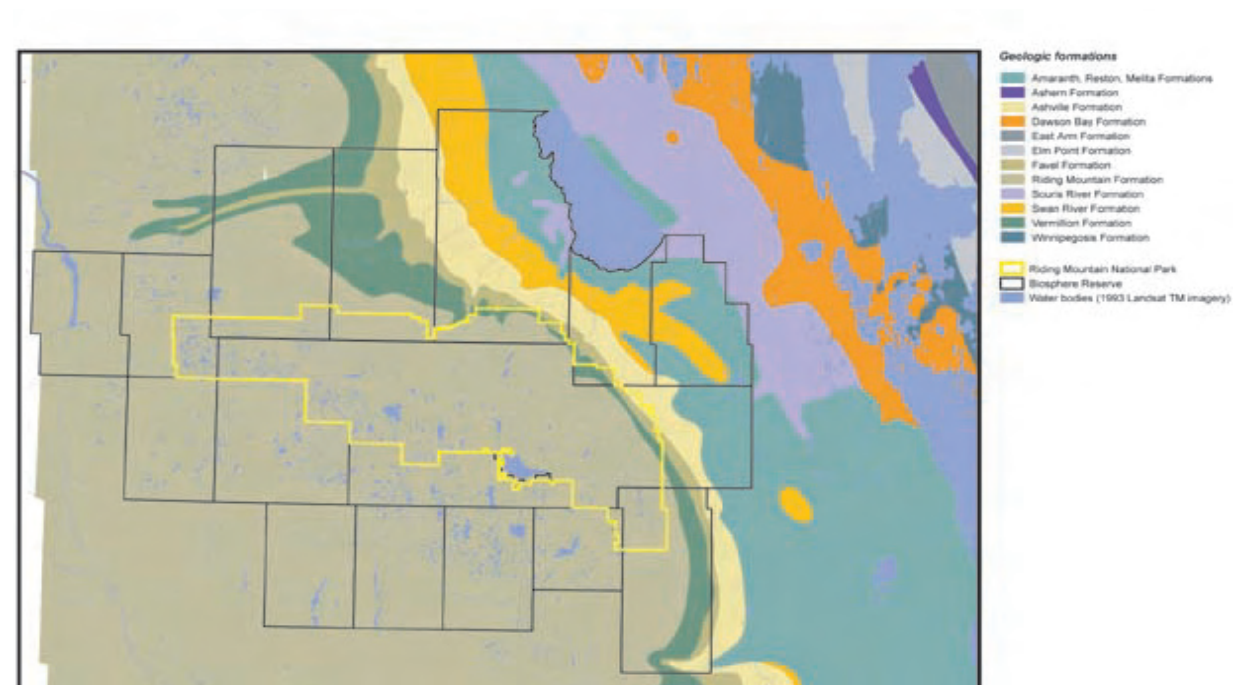 Geologic formations
Amaranth, Reston, Melita Formations
Ashern Formation
Ashville Formation
Dawson Bay Formation
East Arm Formation
Elm Point Formation
Favel Formation
Riding Mountain Formation
Souris River Formation
Swan River Formation
Vermillion Formation
Winnipegosis Formation
Riding Mountain National Park
Biosphere Reserve
Water bodies (1993 Landsat TM imagery)